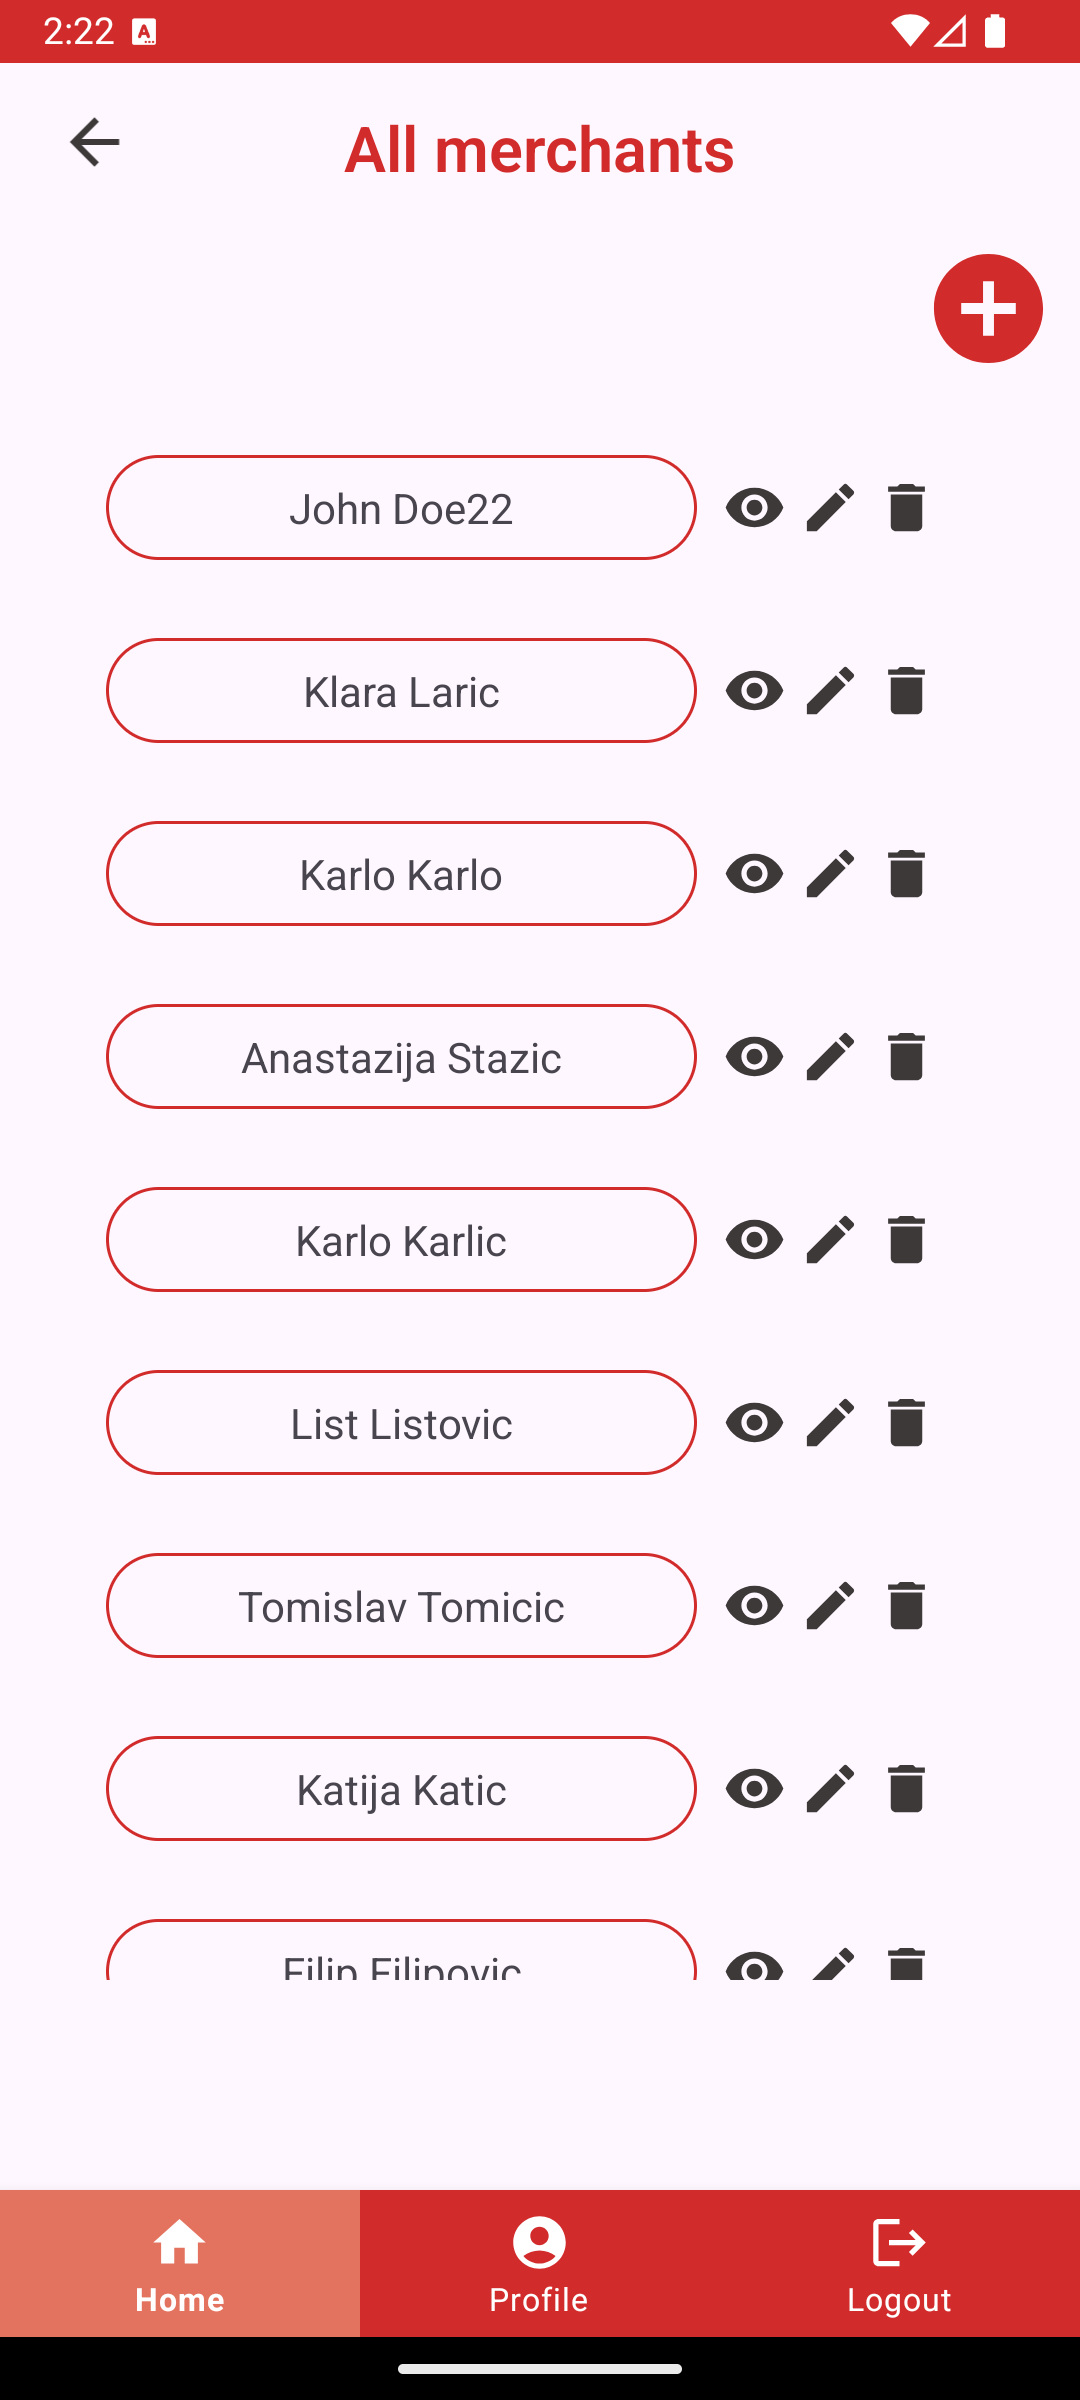 2:22
All merchants
John Doe22
Klara Laric
Karlo Karlo
Anastazija Stazic
Karlo Karlic
List Listovic
Tomislav Tomicic
Katija Katic
Filip Filipovic
Home
Profile
Logout